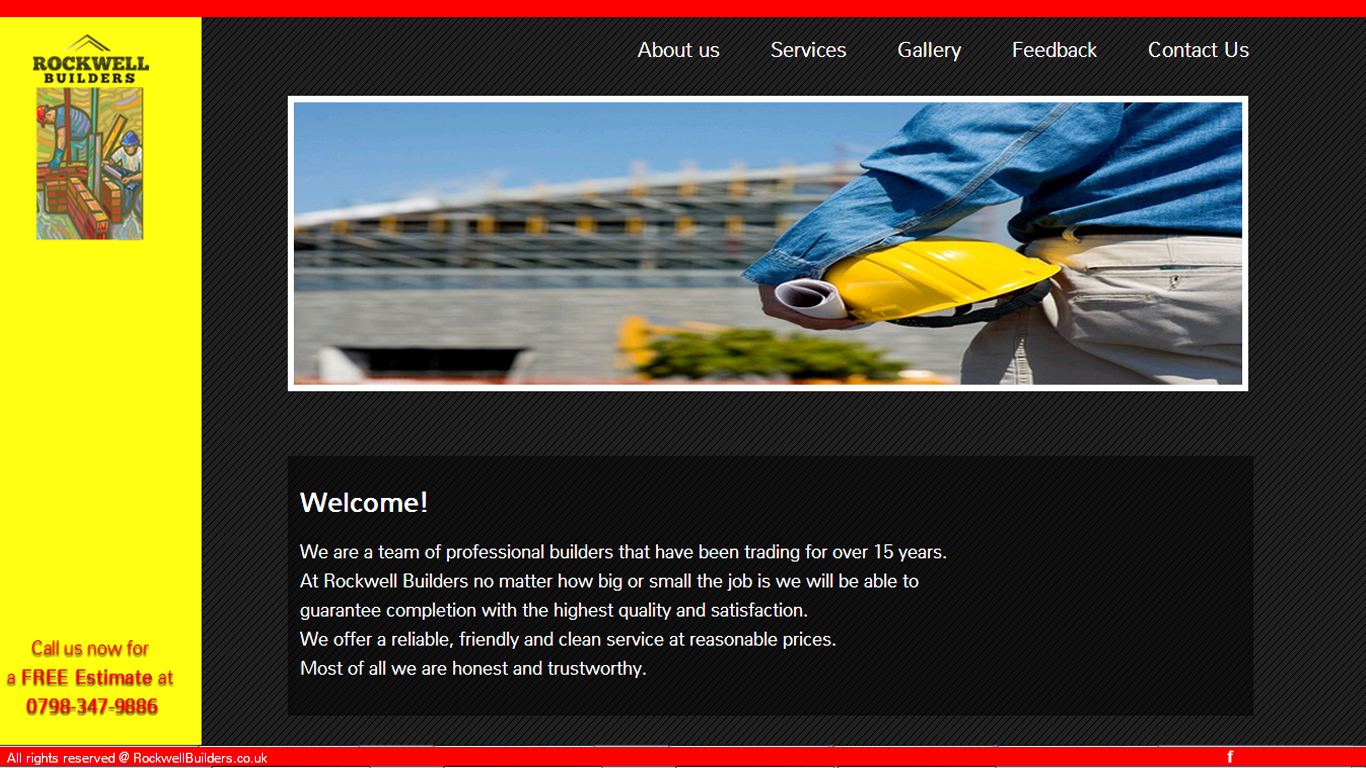 ROCKWELL
BUILDERS
About us
Services
Gallery
Feedback
Contact Us
Welcome!
We are a team of professional builders that have been trading for over 15 years.
At Rockwell Builders no matter how big or small the job is we will be able to
guarantee completion with the highest quality and satisfaction.
We offer a reliable, friendly and clean service at reasonable prices.
Most of all we are honest and trustworthy.
Call us now for
a FREE Estimate at
0798-347-9886
All rights reserved @ RockwellBuilders.co.uk
f